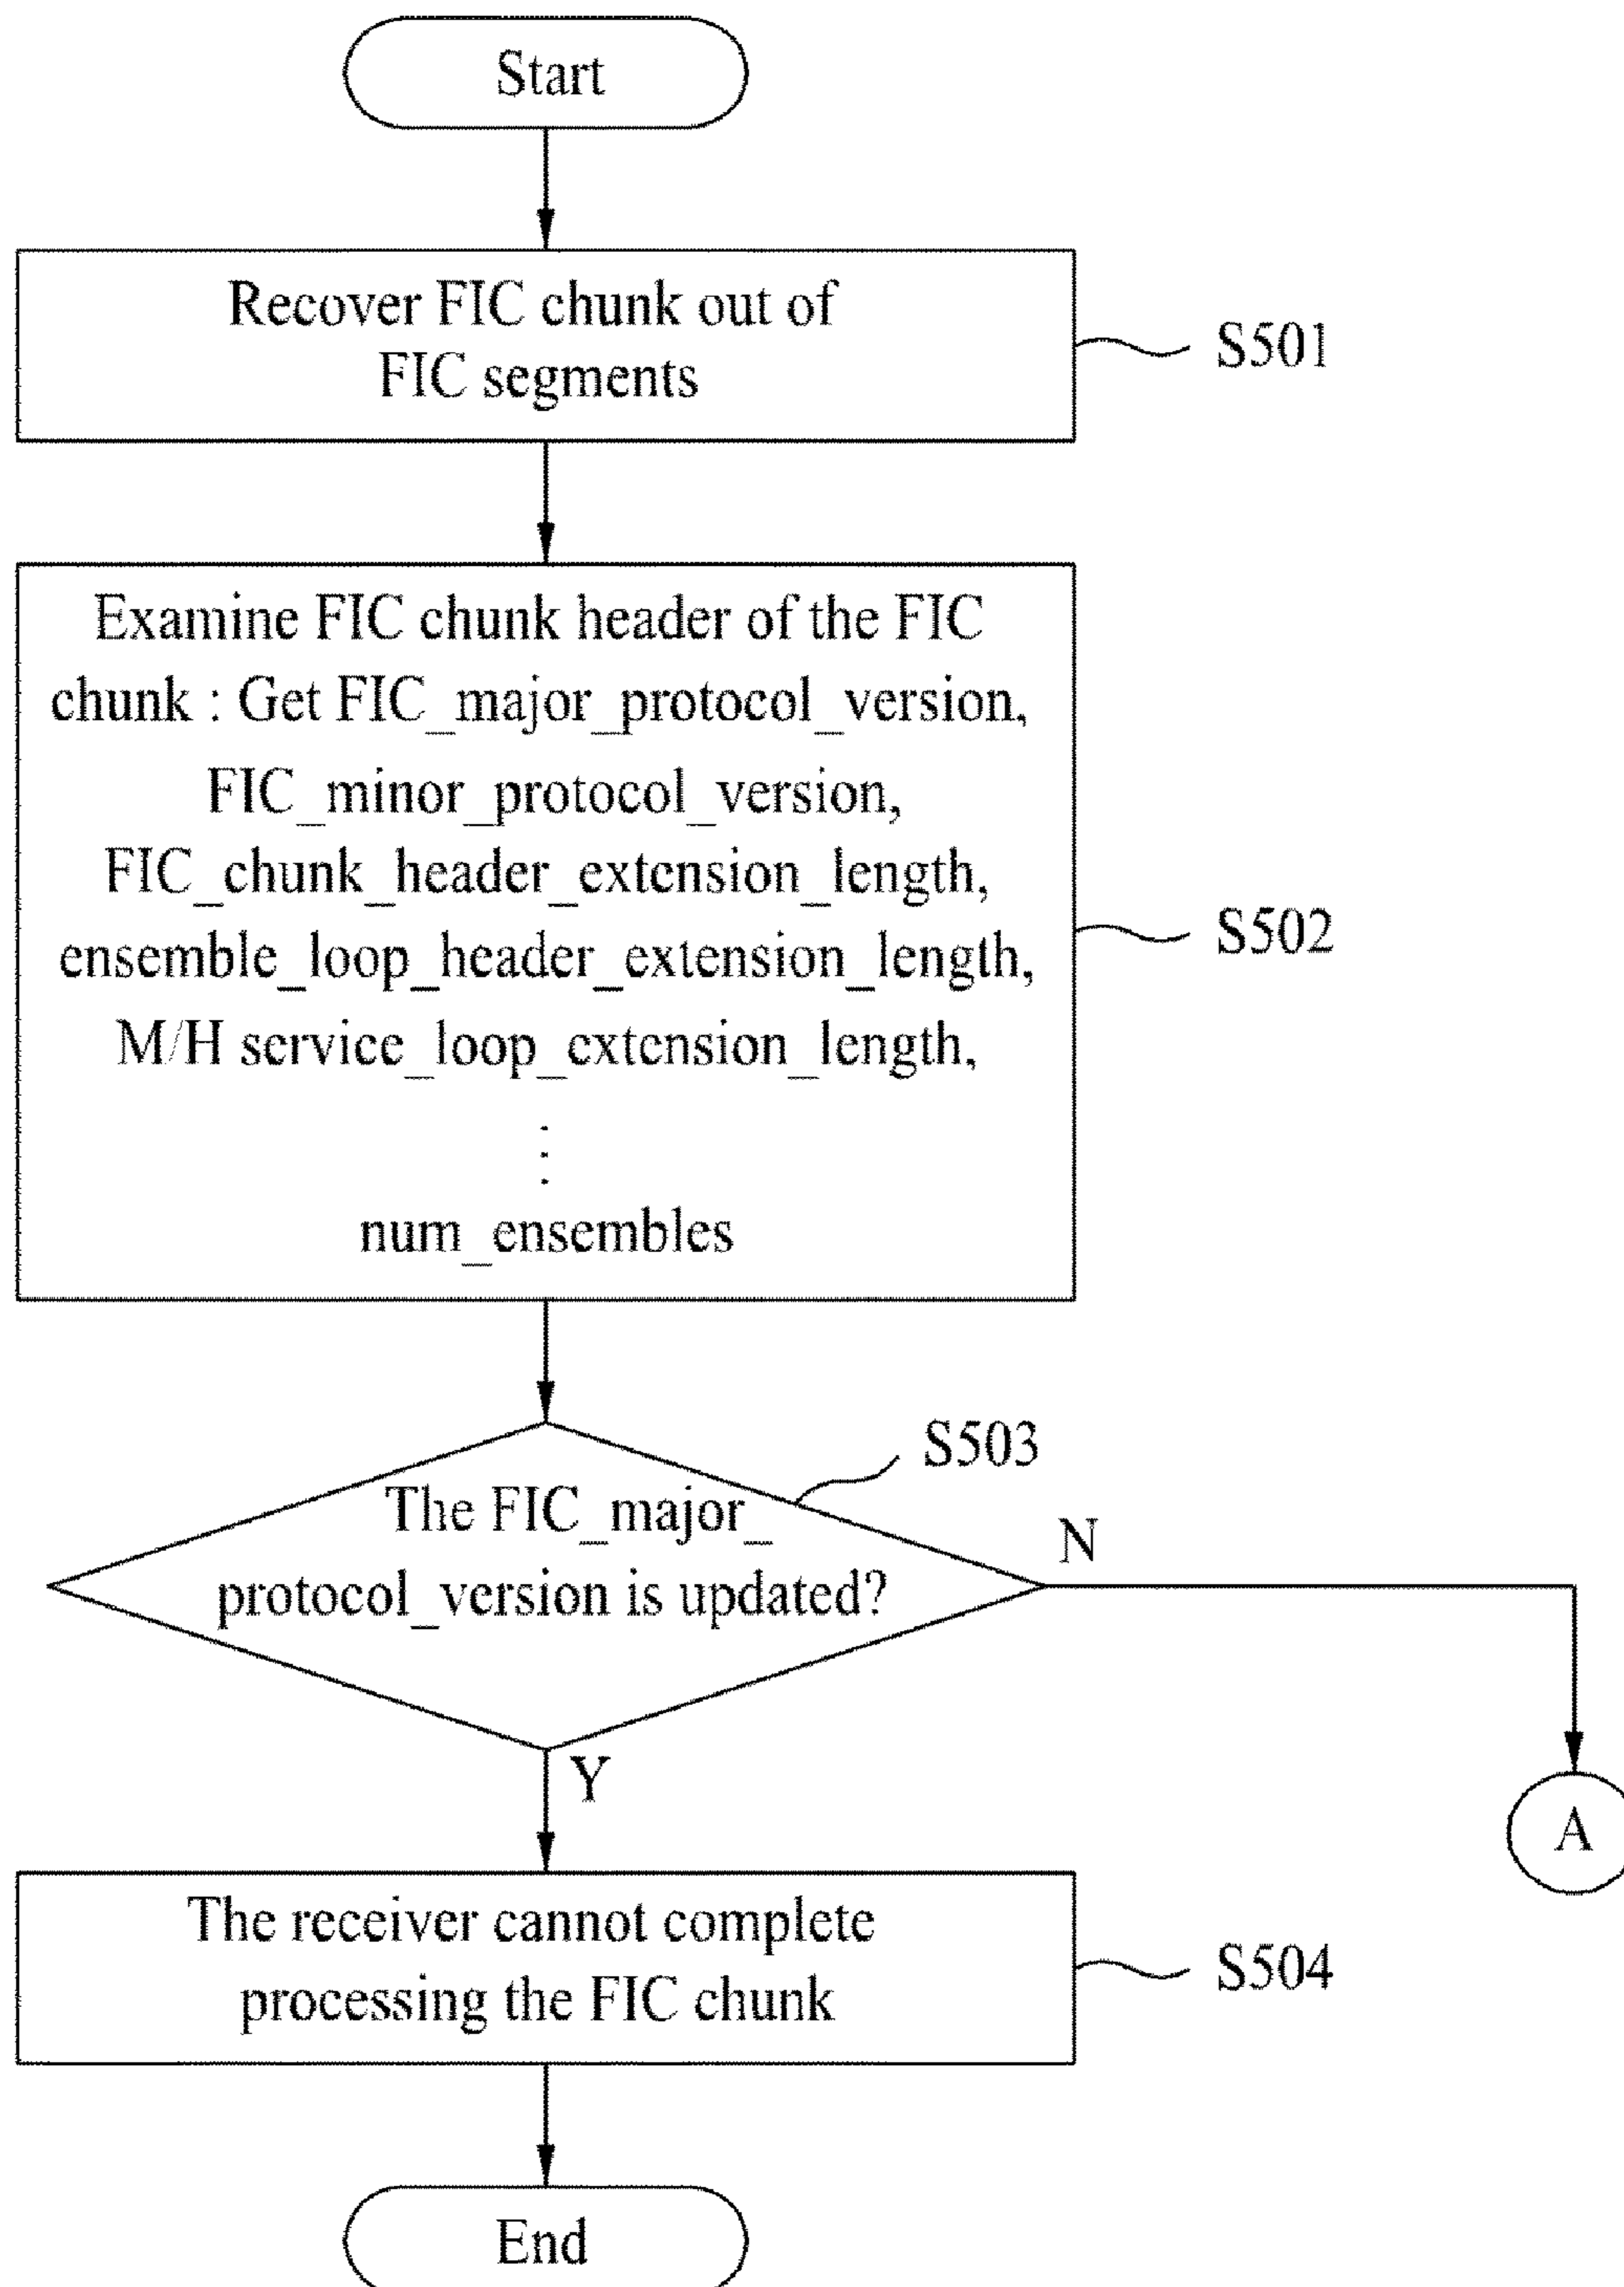 Start
Recover FIC chunk out of
FIC segments
S501
Examine FIC chunk header of the FIC
chunk : Get FIC_major_protocol_version,
FIC_minor_protocol_version,
FIC_chunk_header_extension_length,
ensemble_loop_header_extension_length,
M/H service_loop_extension_length,
⋮
num_ensembles
S502
S503
The FIC_major_
protocol_version is updated?
N
Y
A
The receiver cannot complete
processing the FIC chunk
S504
End